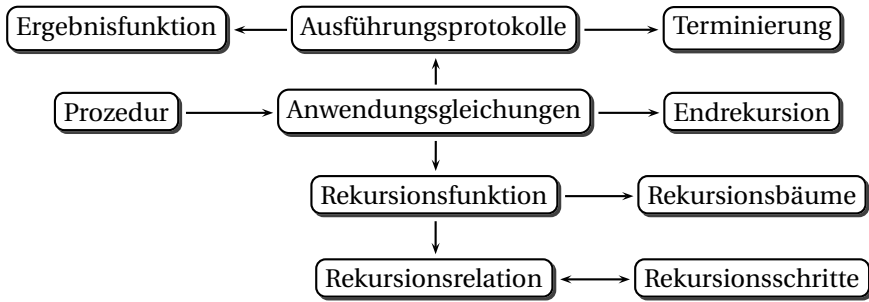 Ergebnisfunktion Ausführungsprotokolle Terminierung
Prozedur Anwendungsgleichungen Endrekursion
Rekursionsfunktion Rekursionsbäume
Rekursionsrelation Rekursionsschritte